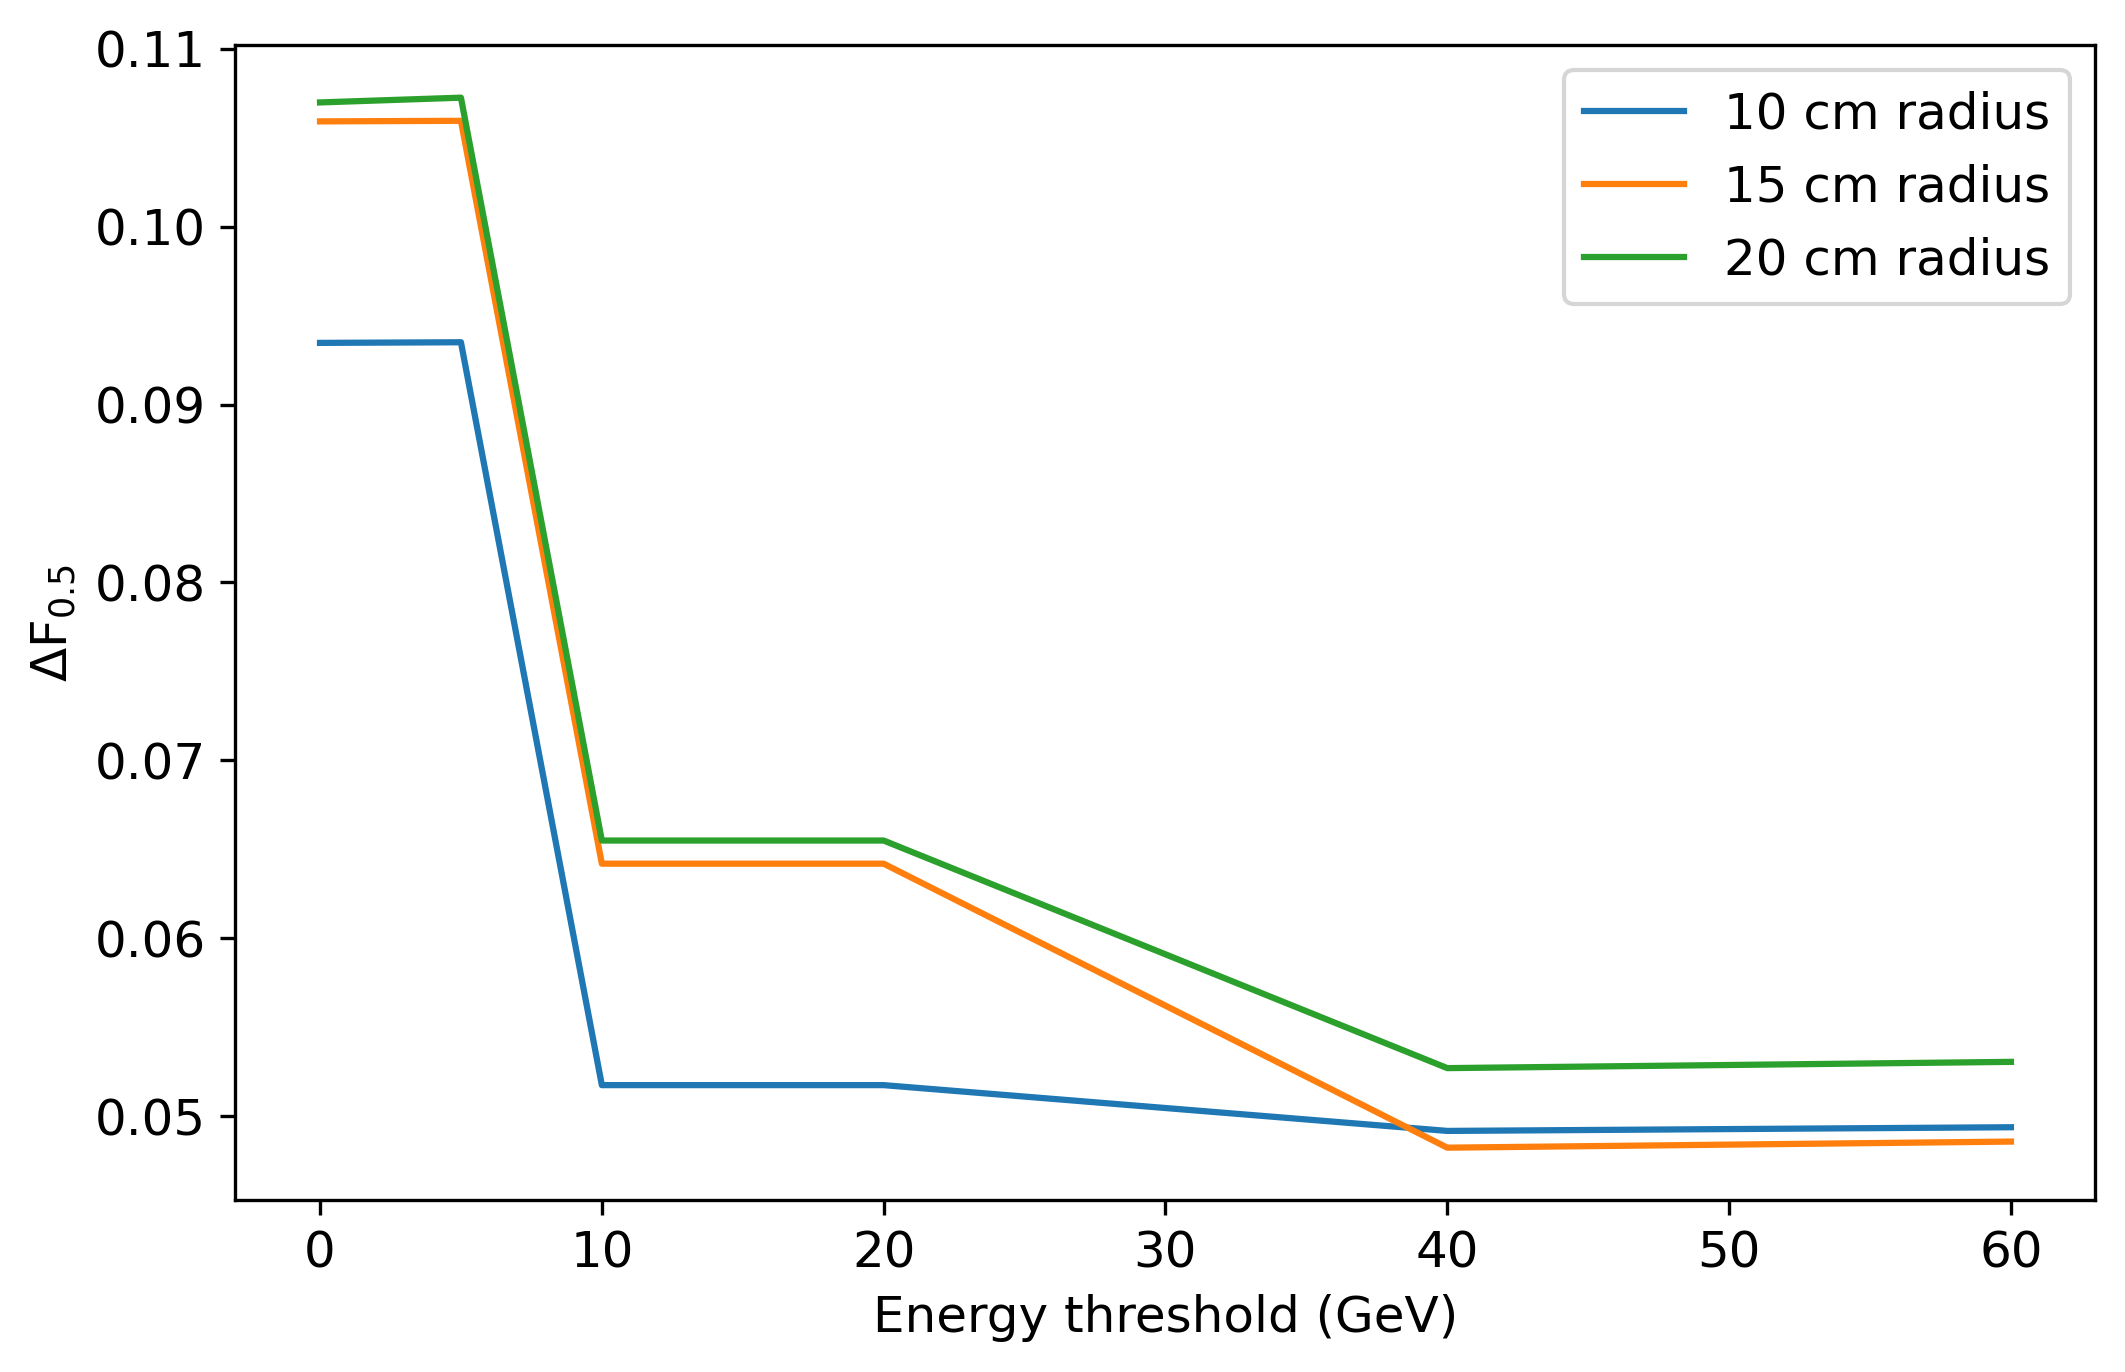 0.11
0.10
0.09
0.08
0.07
0.06
0.05
ΔF0.5
10 cm radius
15 cm radius
20 cm radius
0 10 20 30 40 50 60
Energy threshold (GeV)